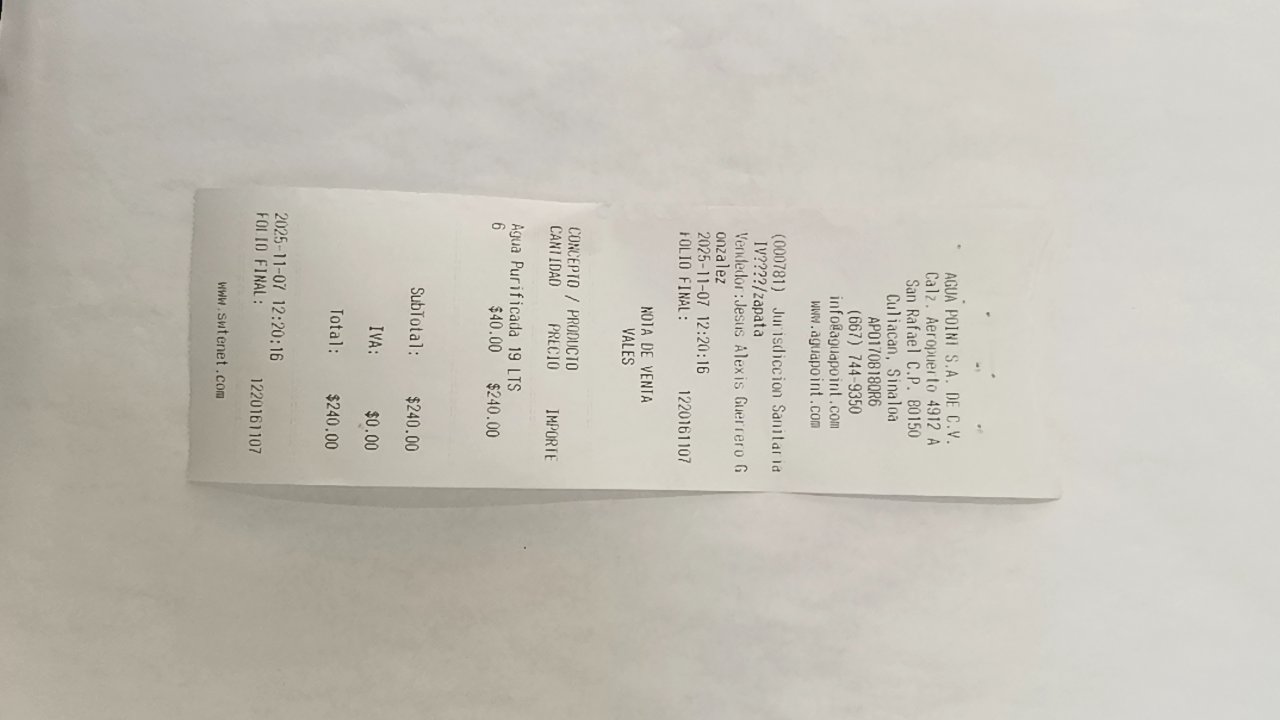 AGUA POINT S.A. DE C.V.
Calz. Aeropuerto 4912 A
San Rafael C.P. 80150
Culiacan, Sinaloa
APO170818QR6
(667) 744-9350
info@aguapoint.com
www.aguapoint.com
(000781) Jurisdiccion Sanitaria
IV????/zapata
Vendedor:Jesus Alexis Guerrero G
onzalez
2025-11-07 12:20:16
FOLIO FINAL: 1220161107
NOTA DE VENTA
VALES
CONCEPTO / PRODUCTO
CANTIDAD PRECIO IMPORTE
Agua Purificada 19 LTS
6 $40.00 $240.00
SubTotal: $240.00
IVA: $0.00
Total: $240.00
2025-11-07 12:20:16
FOLIO FINAL: 1220161107
www.swtenet.com